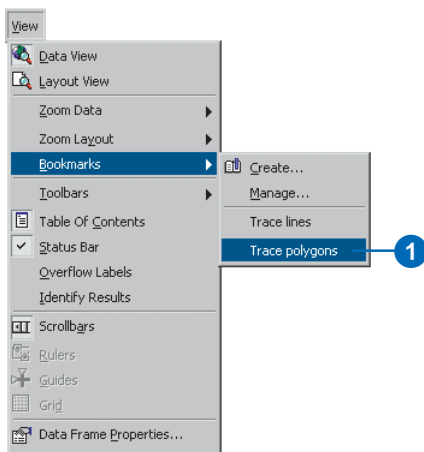 View
Data View
Layout View
Zoom Data
Zoom Layout
Bookmarks
Toolbars
Table Of Contents
Status Bar
Overflow Labels
Identify Results
Scrollbars
Rulers
Guides
Grid
Data Frame Properties...
Create...
Manage...
Trace lines
Trace polygons
1